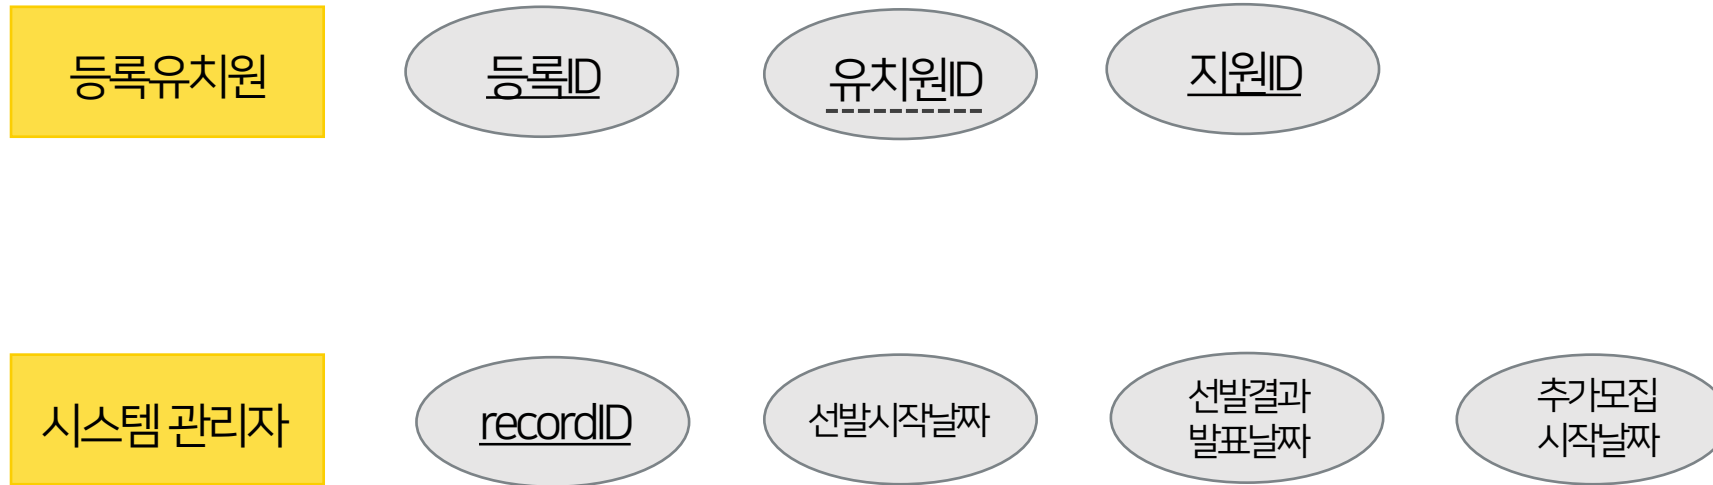 등록유치원
등록ID
유치원ID
지원ID
시스템 관리자
recordID
선발시작날짜
선발결과
발표날짜
추가모집
시작날짜